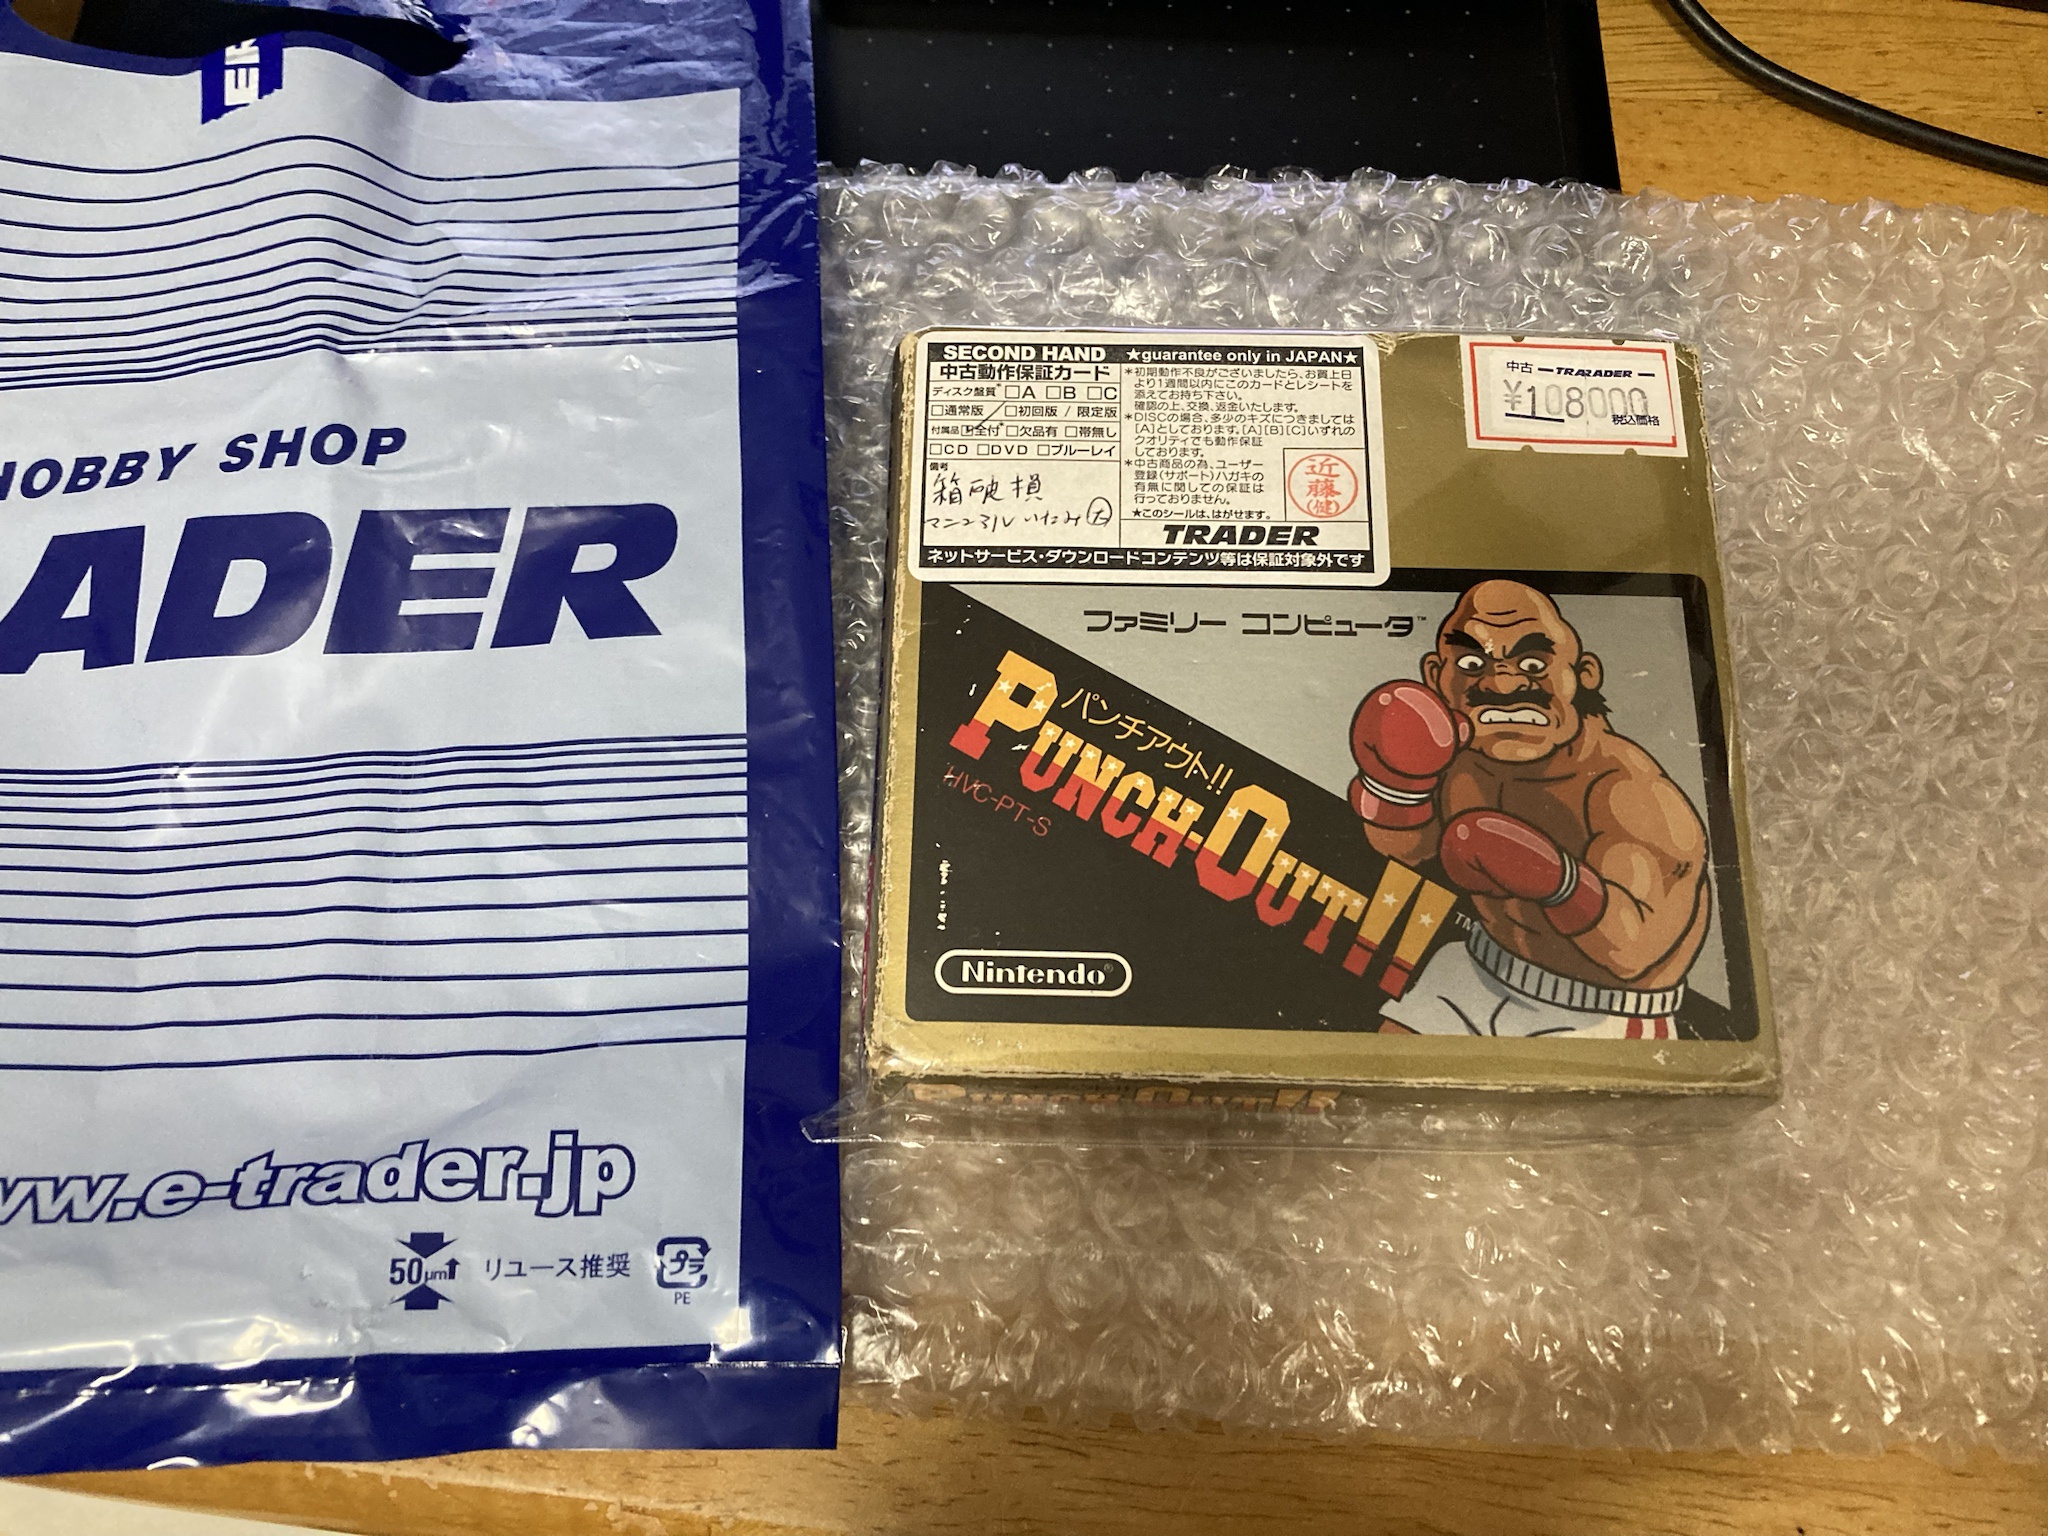 ER
HOBBY SHOP
ADER
ww.e-trader.jp
50μm↑
リユース推奨
プラ
PE
SECOND HAND
中古動作保証カード
ディスク盤質* □A □B □C
□通常版/□初回版/限定版
付属品 □全付* □欠品有 □帯無し
□CD □DVD □ブルーレイ
備考
箱破損
マニュアル いたみ 大
★guarantee only in JAPAN★
*初期動作不良がございましたら、お買上日
より1週間以内にこのカードとレシートを
添えてお持ち下さい。
確認の上、交換、返金いたします。
*DISCの場合、多少のキズにつきましては
[A]としております。[A][B][C]いずれの
クオリティでも動作保証
しております。
*中古商品の為、ユーザー
登録(サポート)ハガキの
有無に関しての保証は
行っておりません。
★このシールは、はがせます。
近藤(健)
TRADER
ネットサービス・ダウンロードコンテンツ等は保証対象外です
中古
¥108000
税込価格
ファミリー コンピュータ™
パンチアウト!!
PUNCH-OUT!!™
HVC-PT-S
Nintendo®
PUNCH-OUT!!